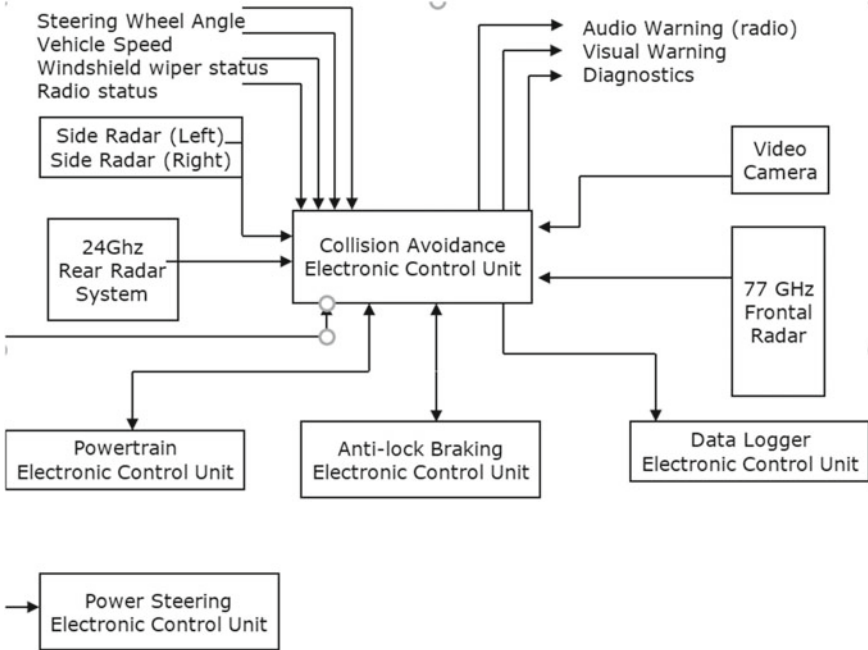 Steering Wheel Angle
Vehicle Speed
Windshield wiper status
Radio status
Audio Warning (radio)
Visual Warning
Diagnostics
Side Radar (Left)
Side Radar (Right)
Video
Camera
24Ghz
Rear Radar
System
Collision Avoidance
Electronic Control Unit
77 GHz
Frontal
Radar
Powertrain
Electronic Control Unit
Anti-lock Braking
Electronic Control Unit
Data Logger
Electronic Control Unit
Power Steering
Electronic Control Unit